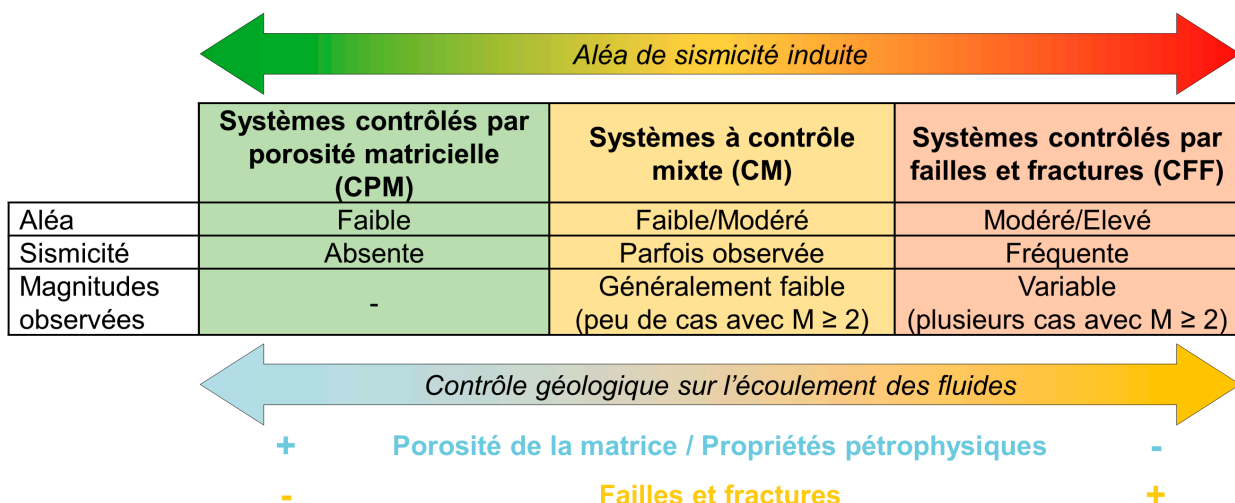 Aléa de sismicité induite
Systèmes contrôlés par
porosité matricielle
(CPM)
Systèmes à contrôle
mixte (CM)
Systèmes contrôlés par
failles et fractures (CFF)
Aléa
Faible
Faible/Modéré
Modéré/Elevé
Sismicité
Absente
Parfois observée
Fréquente
Magnitudes
observées
-
Généralement faible
(peu de cas avec M ≥ 2)
Variable
(plusieurs cas avec M ≥ 2)
Contrôle géologique sur l'écoulement des fluides
+ Porosité de la matrice / Propriétés pétrophysiques -
- Failles et fractures +